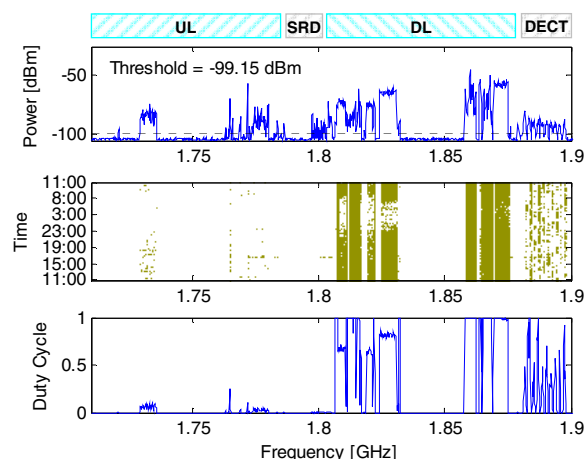 UL SRD DL DECT
Threshold = -99.15 dBm
Power [dBm]
-50
-100
1.75 1.8 1.85 1.9
Time
11:00
8:00
3:00
23:00
19:00
15:00
11:00
1.75 1.8 1.85 1.9
Duty Cycle
1
0.5
0
1.75 1.8 1.85 1.9
Frequency [GHz]